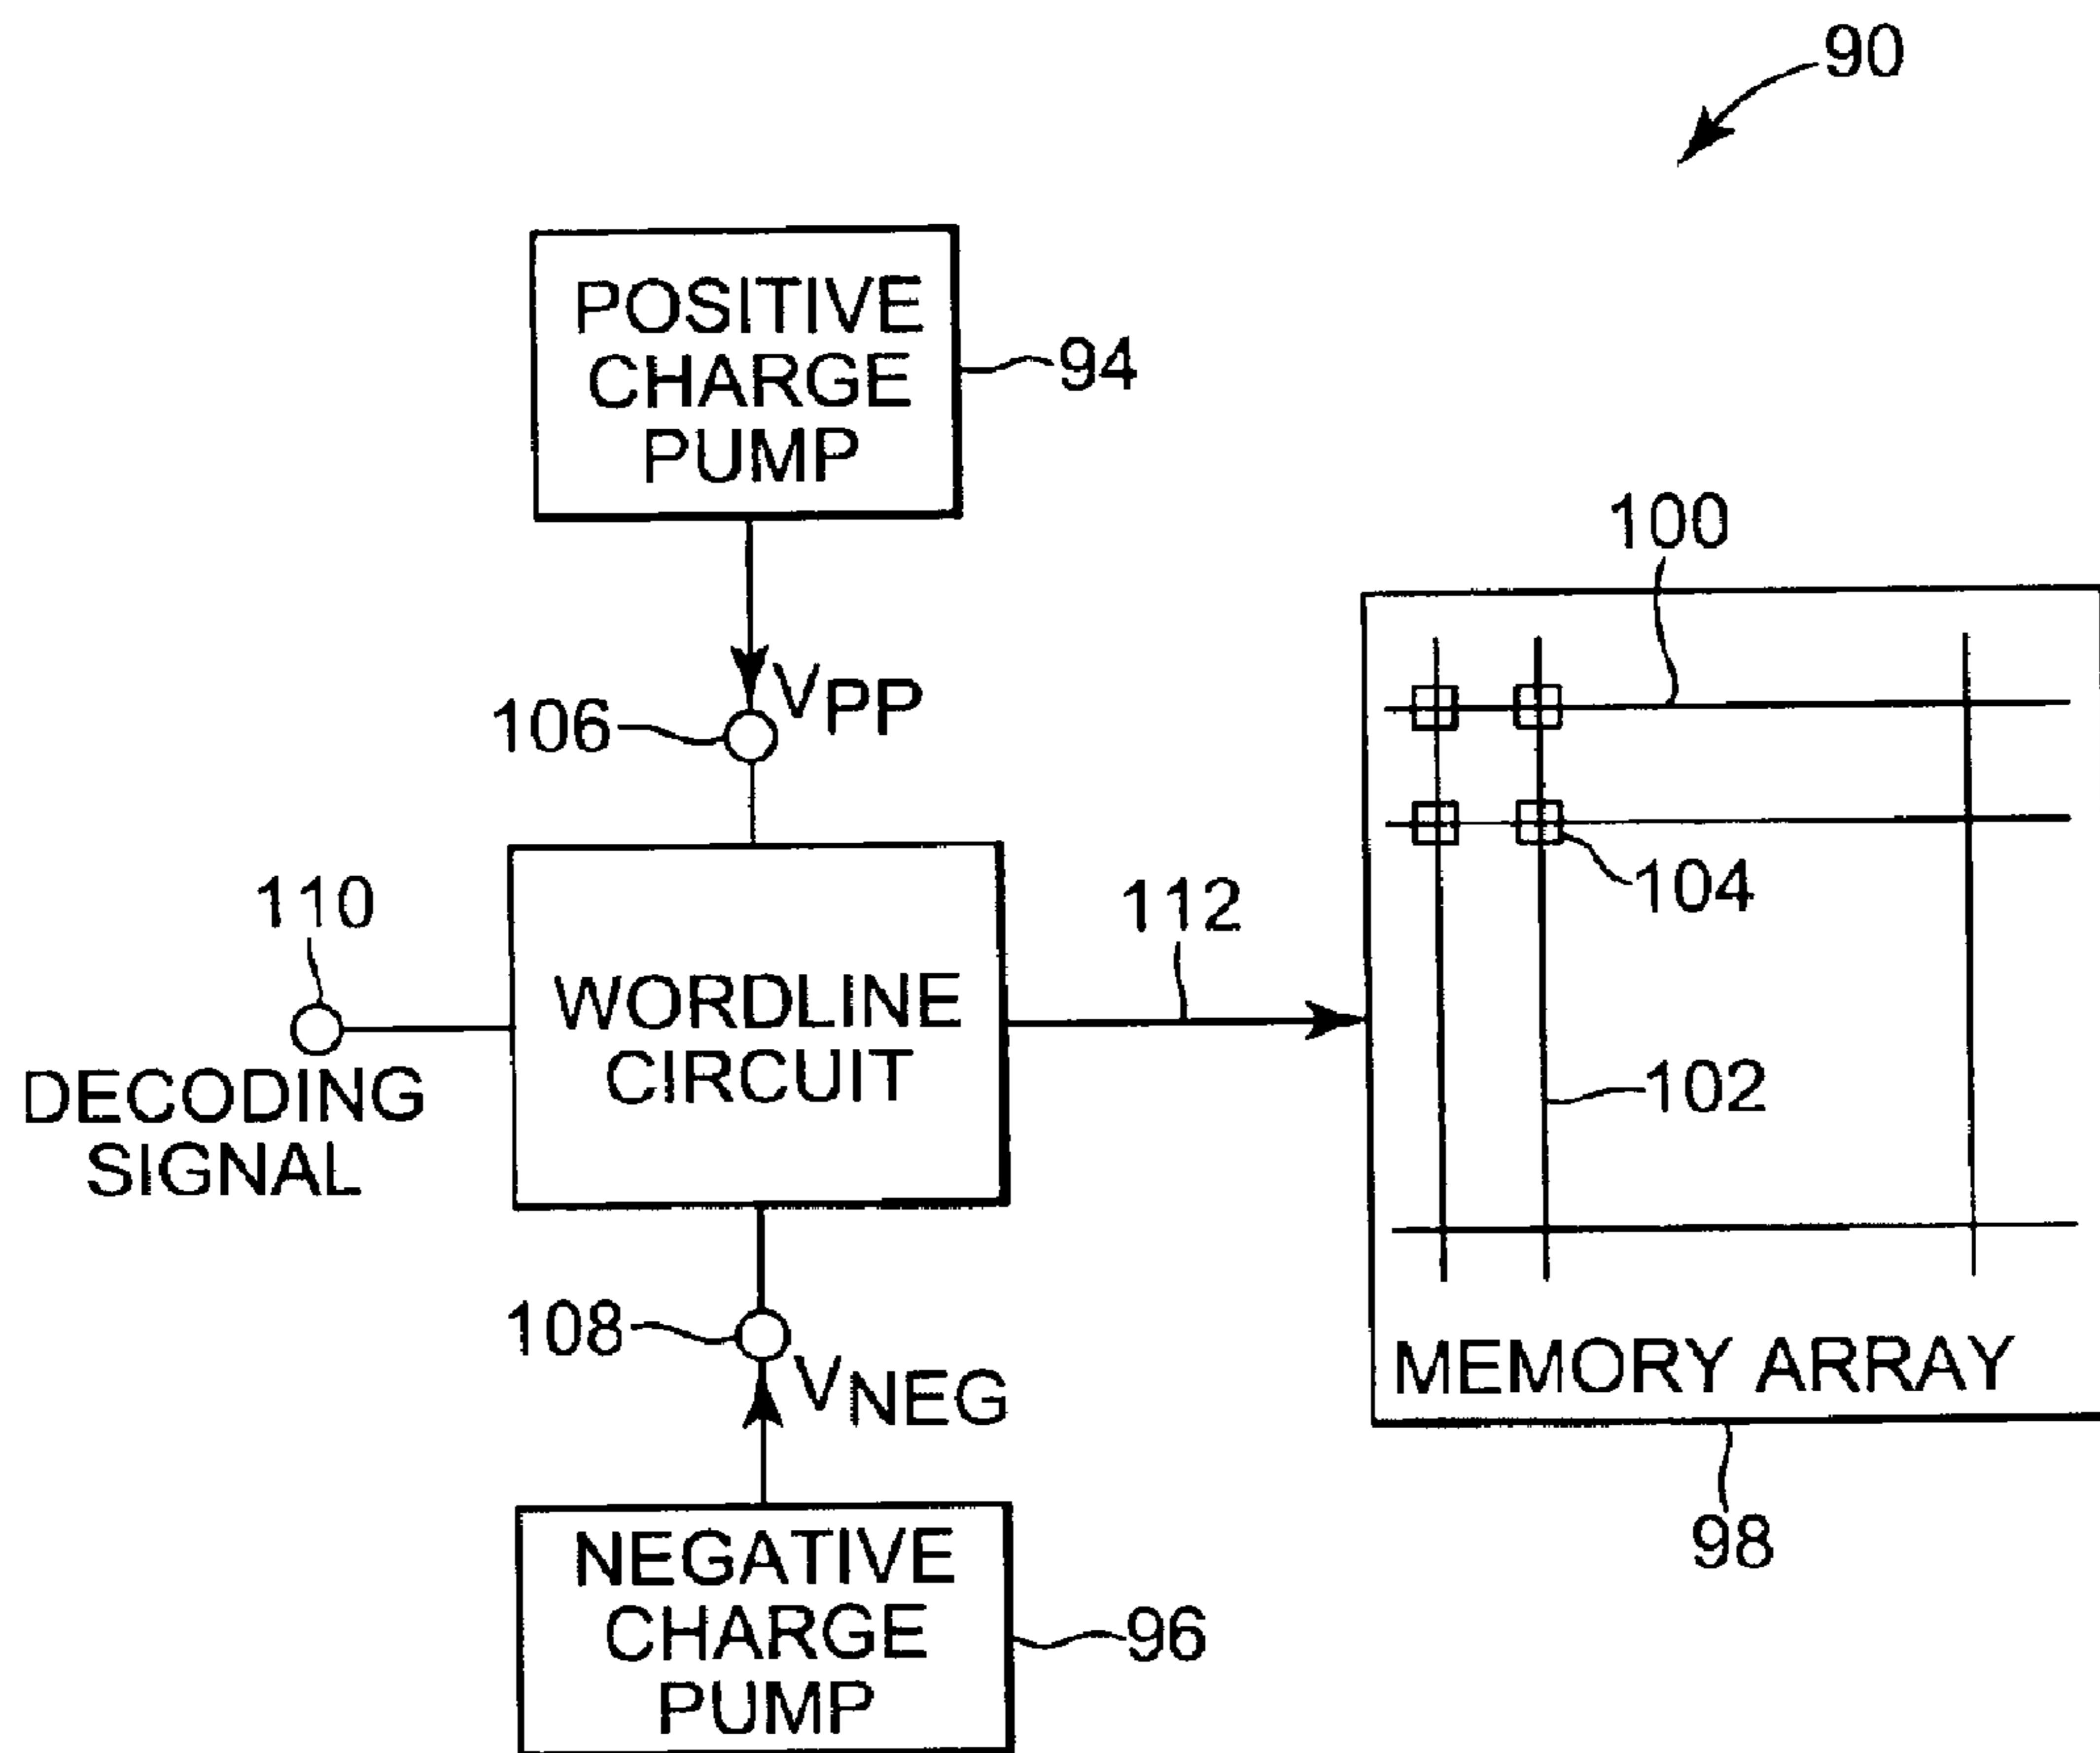 90
POSITIVE
CHARGE
PUMP
94
100
VPP
106
104
110
112
WORDLINE
CIRCUIT
DECODING
SIGNAL
102
108
VNEG
MEMORY ARRAY
98
NEGATIVE
CHARGE
PUMP
96